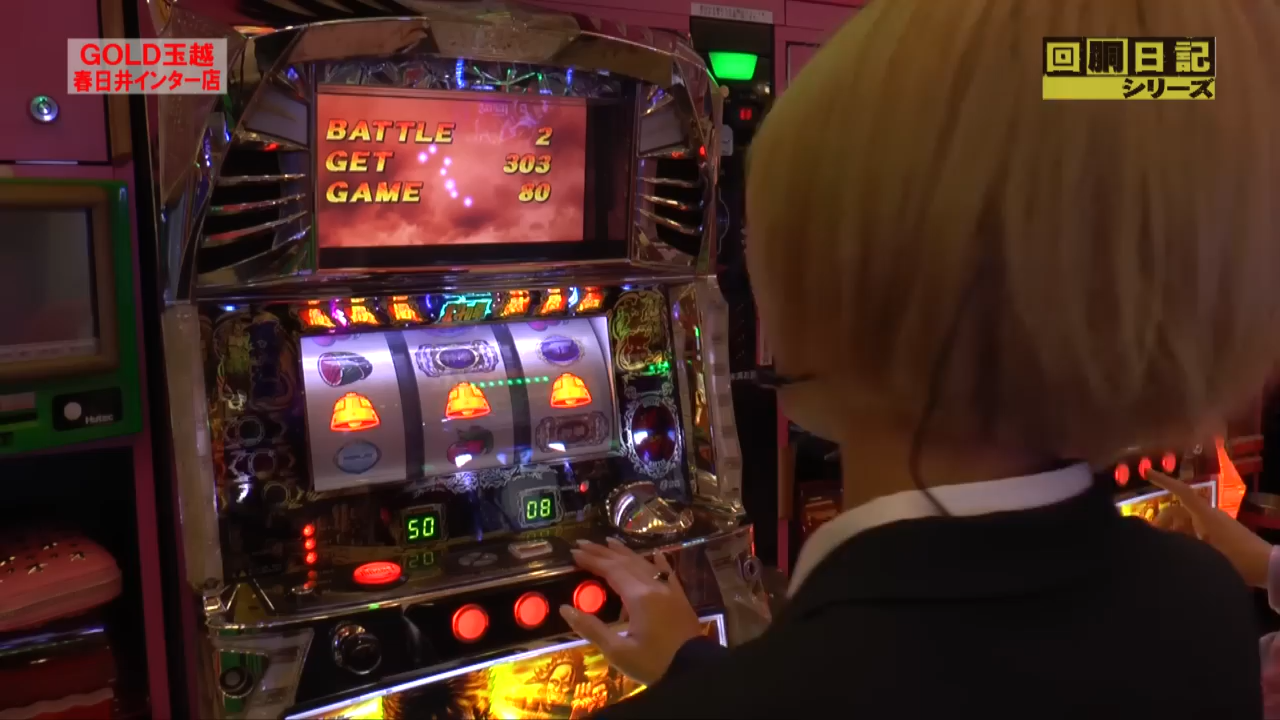 GOLD玉越
春日井インター店
回胴日記
シリーズ
BATTLE 2
GET 303
GAME 80
50
08
Hutec